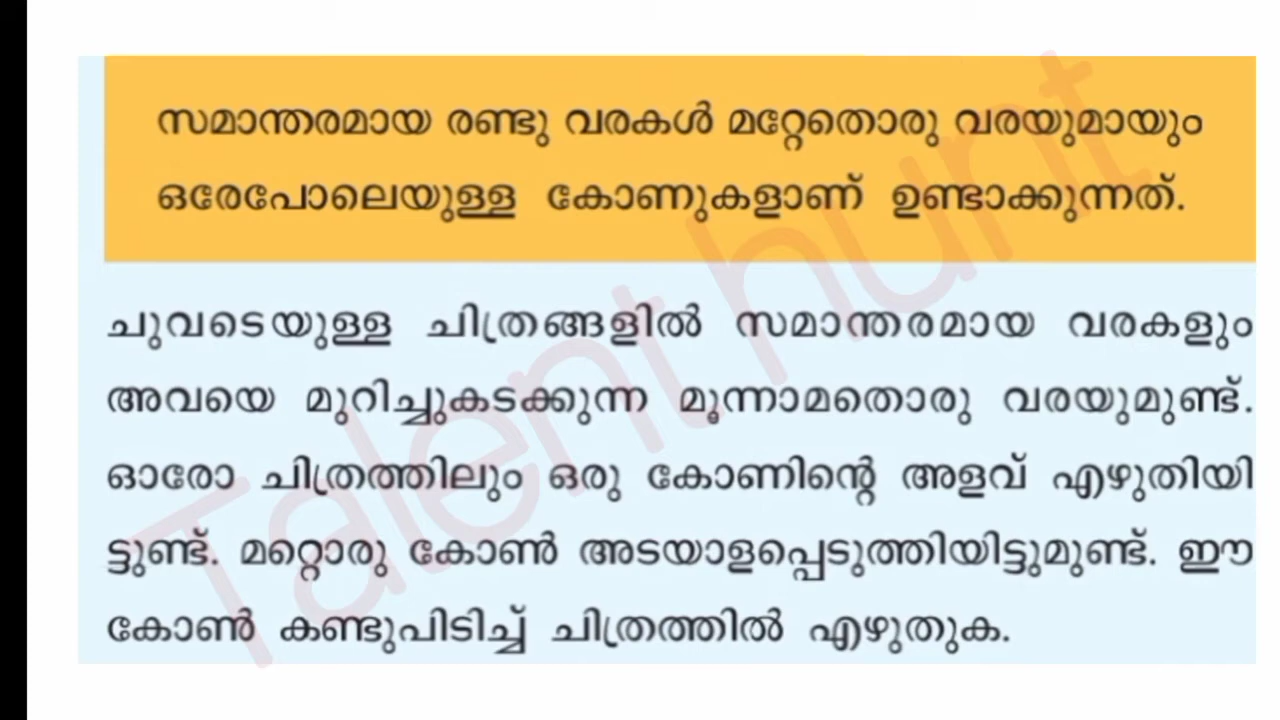 സമാന്തരമായ രണ്ടു വരകൾ മറ്റേതൊരു വരയുമായും
ഒരേപോലെയുള്ള കോണുകളാണ് ഉണ്ടാക്കുന്നത്.
ചുവടെയുള്ള ചിത്രങ്ങളിൽ സമാന്തരമായ വരകളും
അവയെ മുറിച്ചുകടക്കുന്ന മൂന്നാമതൊരു വരയുമുണ്ട്.
ഓരോ ചിത്രത്തിലും ഒരു കോണിന്റെ അളവ് എഴുതിയി
ട്ടുണ്ട്. മറ്റൊരു കോൺ അടയാളപ്പെടുത്തിയിട്ടുമുണ്ട്. ഈ
കോൺ കണ്ടുപിടിച്ച് ചിത്രത്തിൽ എഴുതുക.
Talent hunt